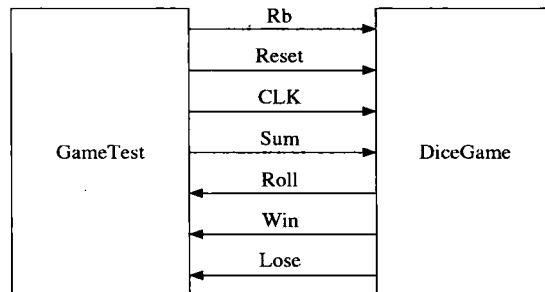 Rb
Reset
CLK
GameTest
Sum
DiceGame
Roll
Win
Lose